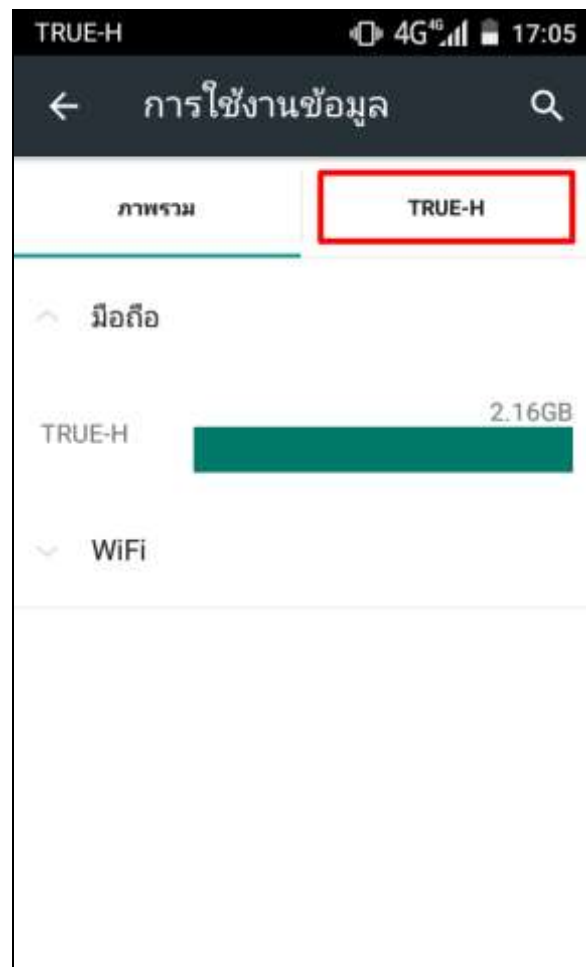 TRUE-H 4G 4G 17:05
การใช้งานข้อมูล
ภาพรวม TRUE-H
มือถือ
2.16GB
TRUE-H
WiFi